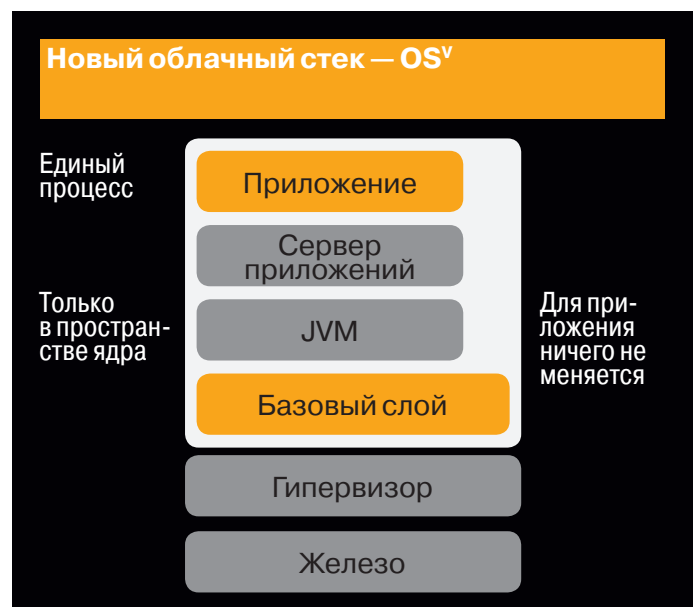 Новый облачный стек — OSᵛ
Единый
процесс
Приложение
Сервер
приложений
Только
в простран-
стве ядра
JVM
Для при-
ложения
ничего не
меняется
Базовый слой
Гипервизор
Железо